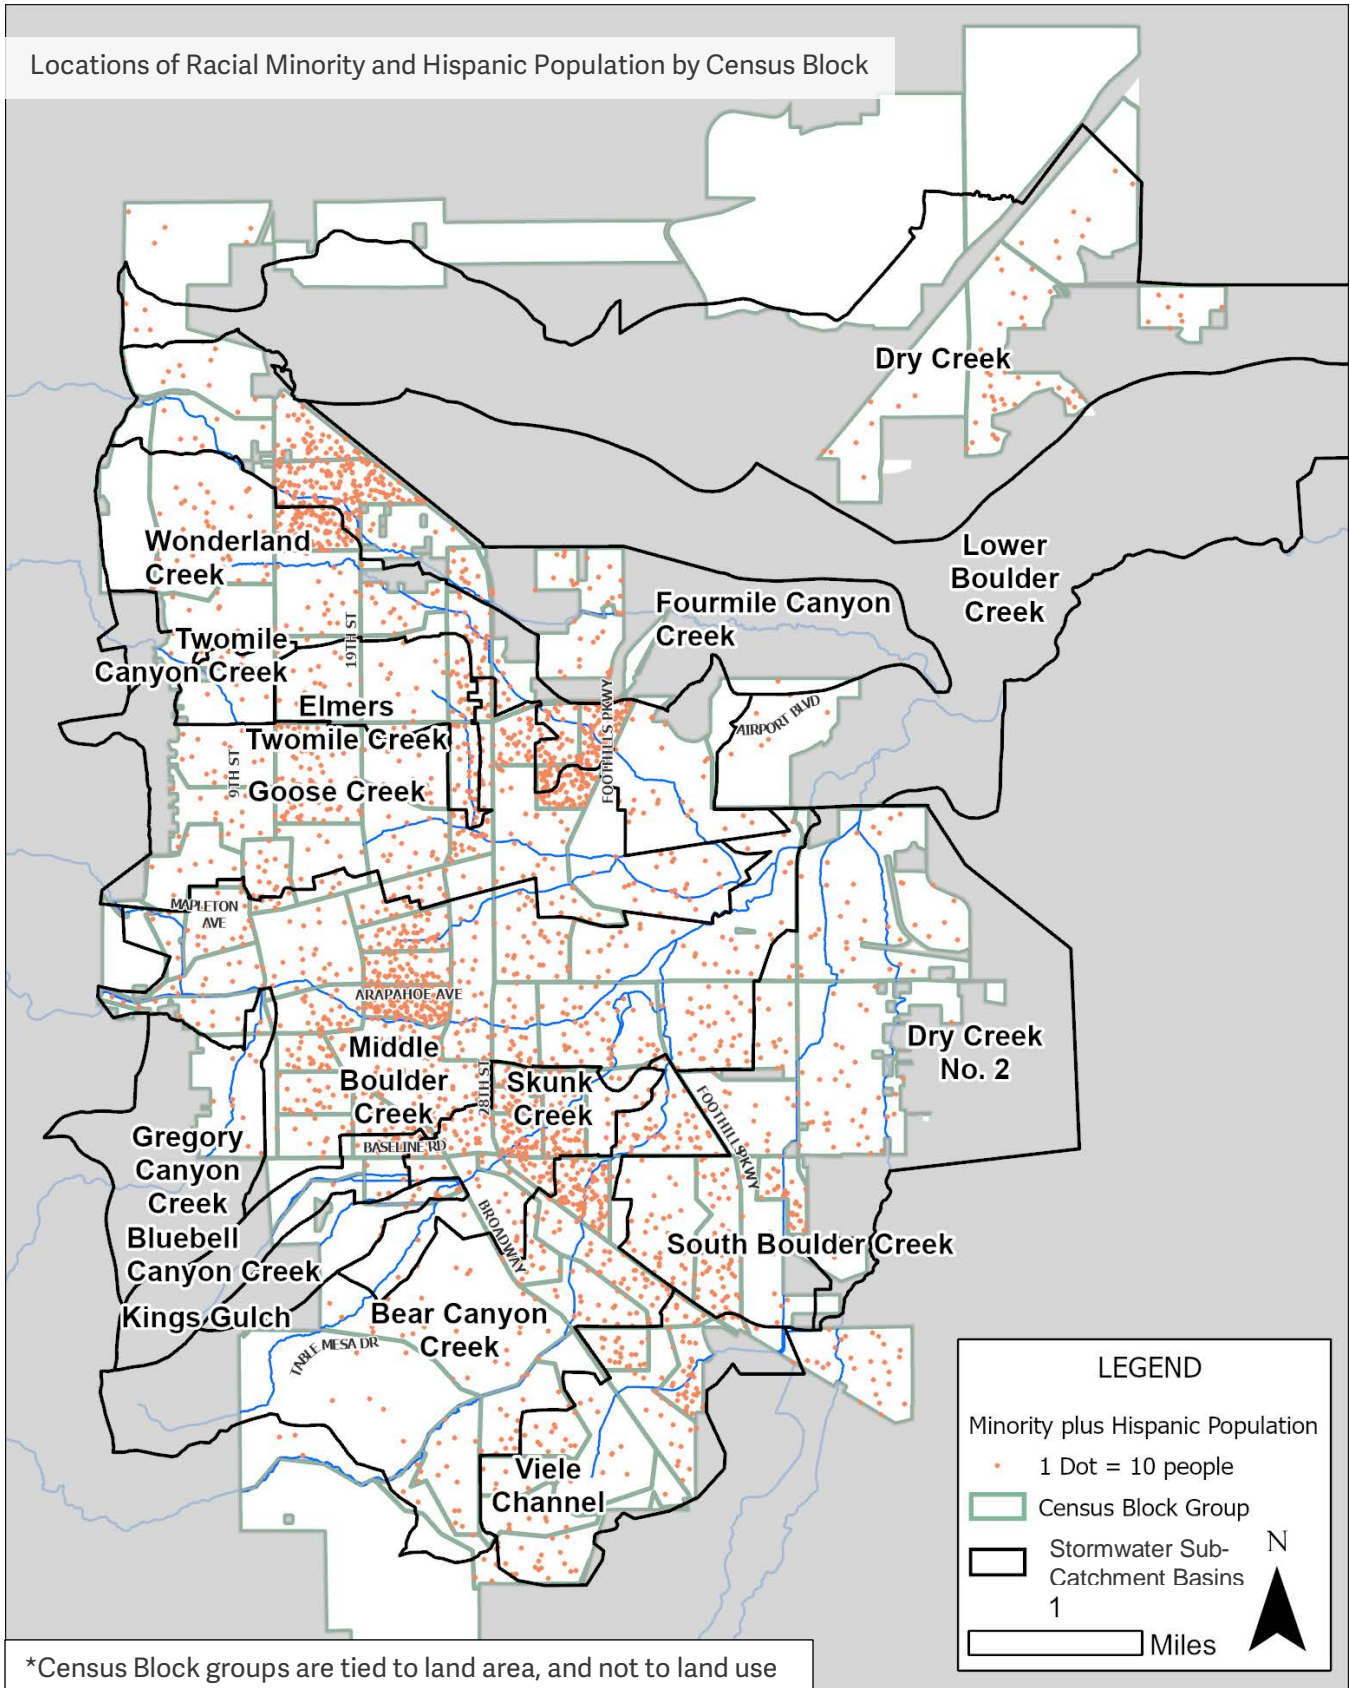 Locations of Racial Minority and Hispanic Population by Census Block
Dry Creek
Wonderland
Creek
Lower
Boulder
Creek
Fourmile Canyon
Creek
19TH ST
Twomile
Canyon Creek
Elmers
Twomile Creek
FOOTHILLS PKWY
AIRPORT BLVD
9TH ST
Goose Creek
MAPLETON
AVE
ARAPAHOE AVE
Middle
Boulder
Creek
28TH ST
Skunk
Creek
Dry Creek
No. 2
FOOTHILLS PKWY
BASELINE RD
Gregory
Canyon
Creek
BROADWAY
Bluebell
Canyon Creek
South Boulder Creek
Kings Gulch
Bear Canyon
Creek
TABLE MESA DR
Viele
Channel
LEGEND
Minority plus Hispanic Population
1 Dot = 10 people
Census Block Group
Stormwater Sub-
Catchment Basins
N
1
Miles
*Census Block groups are tied to land area, and not to land use